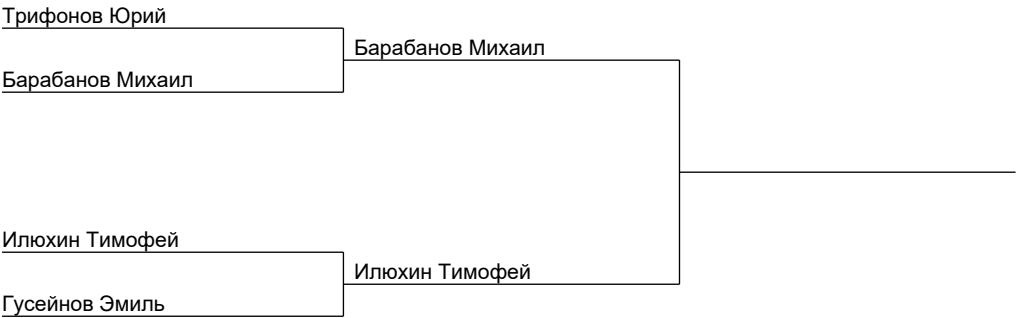 Трифонов Юрий
Барабанов Михаил
Барабанов Михаил
Илюхин Тимофей
Илюхин Тимофей
Гусейнов Эмиль